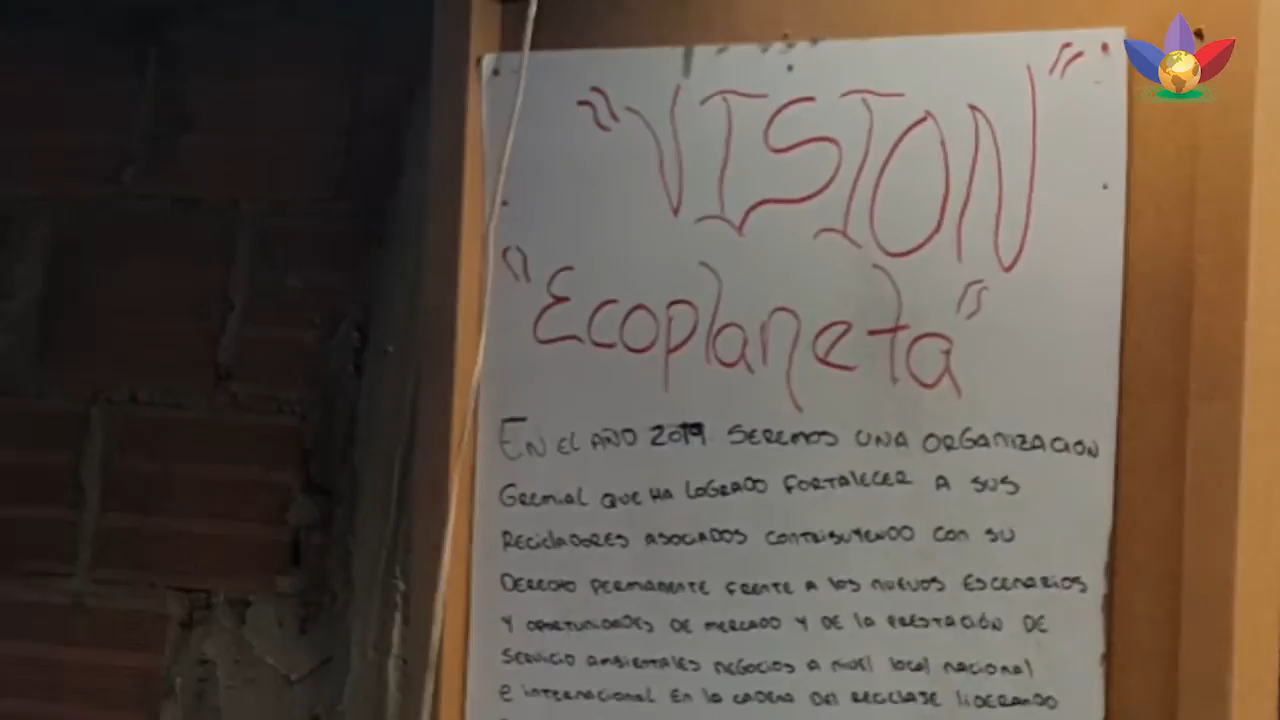 "VISION"
"Ecoplaneta"
EN EL AÑO 2019 SEREMOS UNA ORGANIZACION
GREMIAL QUE HA LOGRADO FORTALECER A SUS
RECICLADORES ASOCIADOS CONTRIBUYENDO CON SU
DERECHO PERMANENTE FRENTE A LOS NUEVOS ESCENARIOS
Y OPORTUNIDADES DE MERCADO Y DE LA PRESTACIÓN DE
SERVICIO AMBIENTALES NEGOCIOS A NIVEL LOCAL NACIONAL
E INTERNACIONAL EN LA CADENA DEL RECICLAJE LIDERANDO